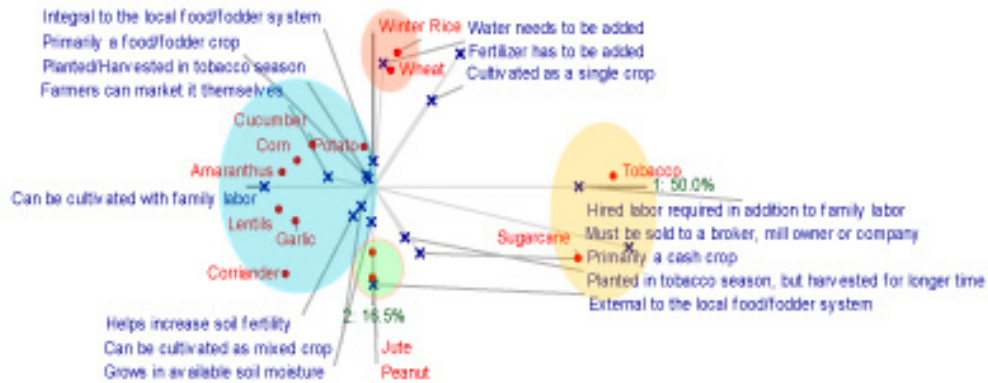 Integral to the local food/fodder system
Primarily a food/fodder crop
Planted/Harvested in tobacco season
Farmers can market it themselves
Winter Rice
Water needs to be added
Fertilizer has to be added
Wheat
Cultivated as a single crop
Cucumber
Corn
Potato
Amaranthus
Can be cultivated with family labor
Lentils
Garlic
Corriander
Tobacco
1: 50.0%
Hired labor required in addition to family labor
Sugarcane
Must be sold to a broker, mill owner or company
Primarily a cash crop
Planted in tobacco season, but harvested for longer time
External to the local food/fodder system
2: 16.5%
Helps increase soil fertility
Can be cultivated as mixed crop
Grows in available soil moisture
Jute
Peanut